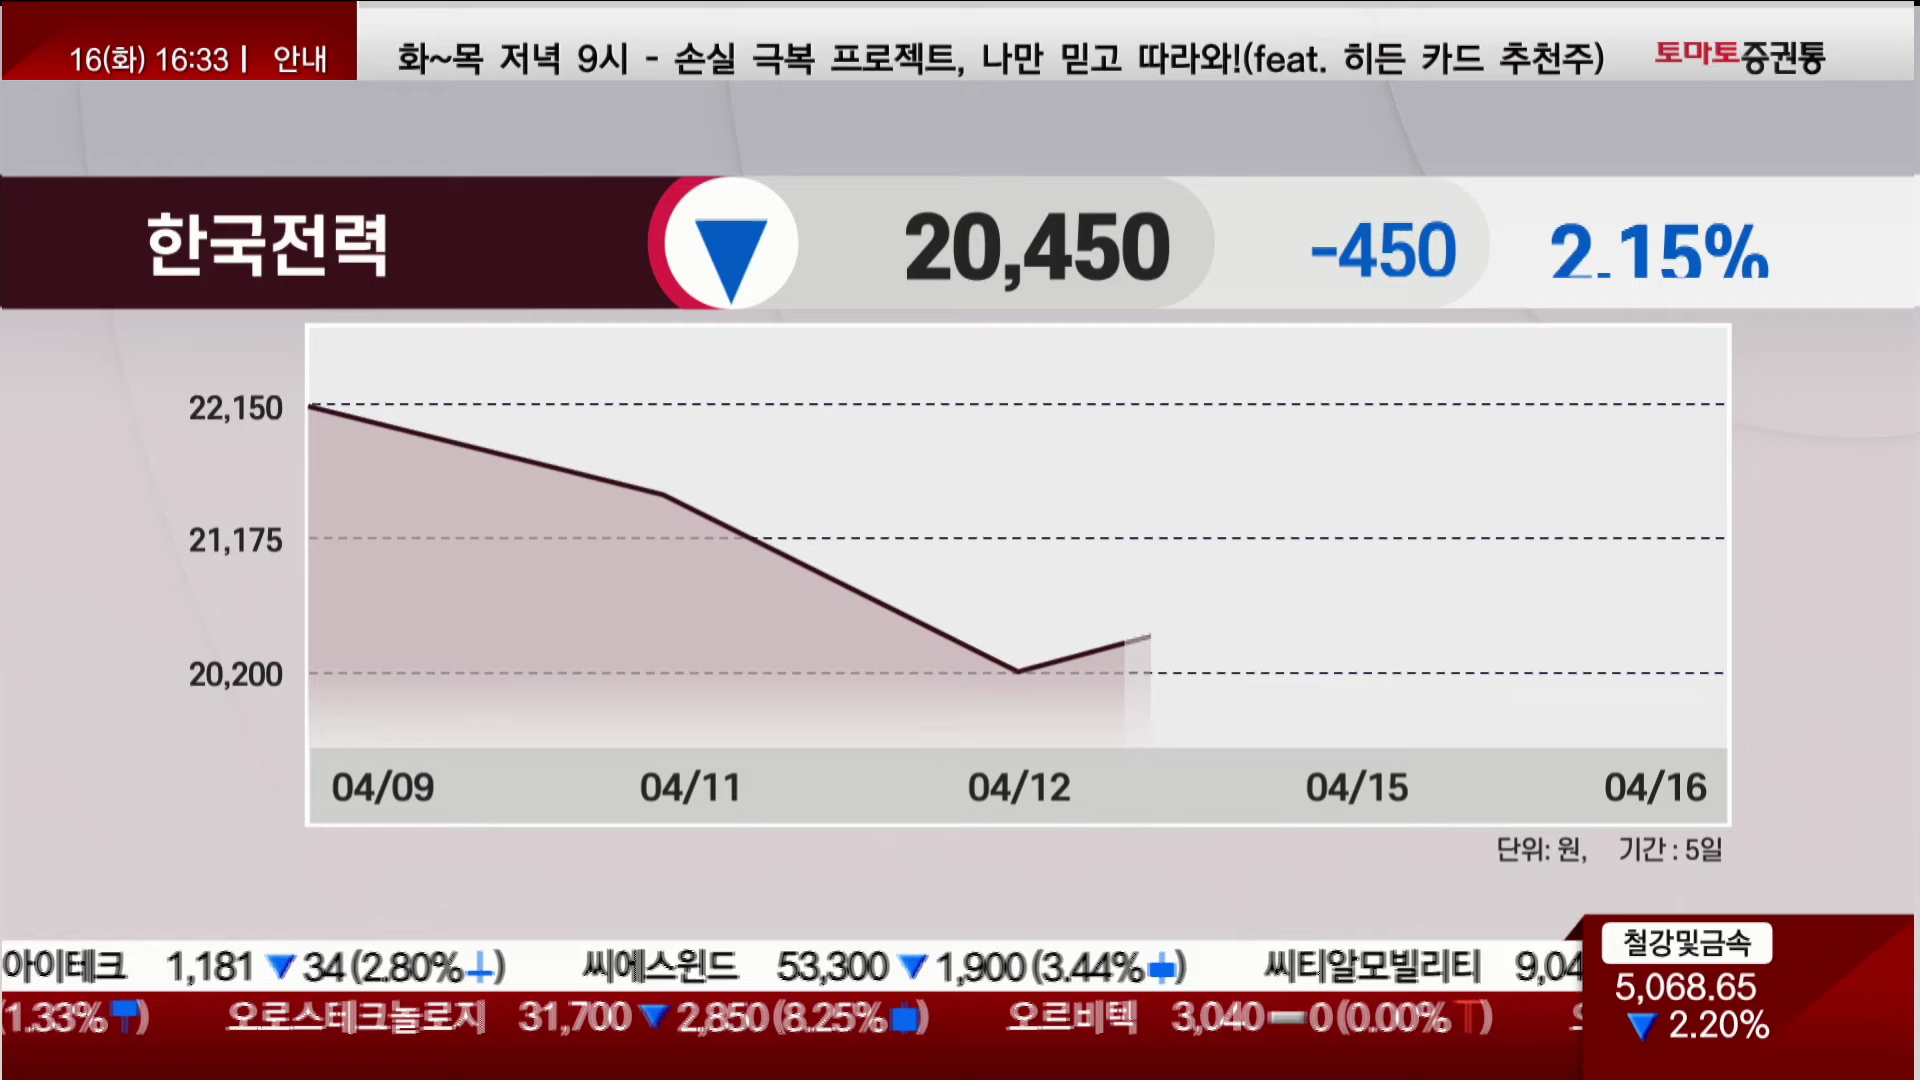 16(화) 16:33 | 안내
화~목 저녁 9시 - 손실 극복 프로젝트, 나만 믿고 따라와!(feat. 히든 카드 추천주)
토마토증권통
한국전력 ▼ 20,450 -450 2.15%
22,150
21,175
20,200
04/09 04/11 04/12 04/15 04/16
단위: 원, 기간 : 5일
아이테크 1,181 ▼ 34 (2.80%) 씨에스윈드 53,300 ▼ 1,900 (3.44%) 씨티알모빌리티 9,04
(1.33%) 오로스테크놀로지 31,700 ▼ 2,850 (8.25%) 오르비텍 3,040 0 (0.00%)
철강및금속
5,068.65
▼ 2.20%